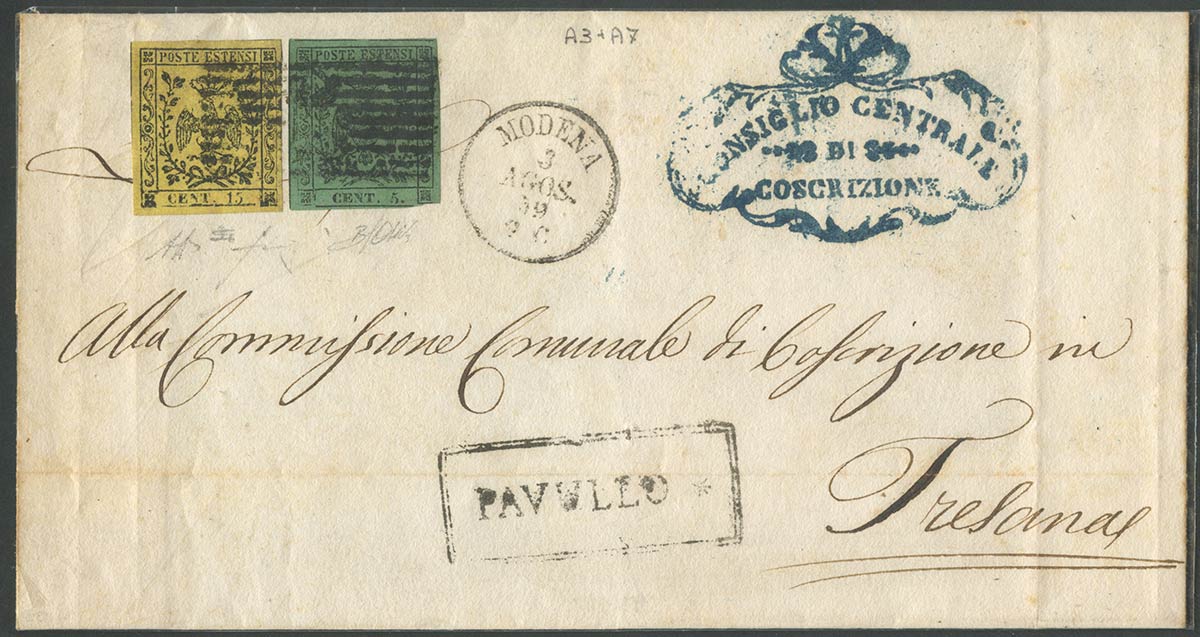 A3+A7
POSTE ESTENSI
CENT. 15.
POSTE ESTENSI
CENT. 5.
MODENA
3
AGOS.
59
CONSIGLIO CENTRALE
DI
COSCRIZIONE
Alla Commissione Comunale di Coscrizione in
Tresana
PAVULLO *